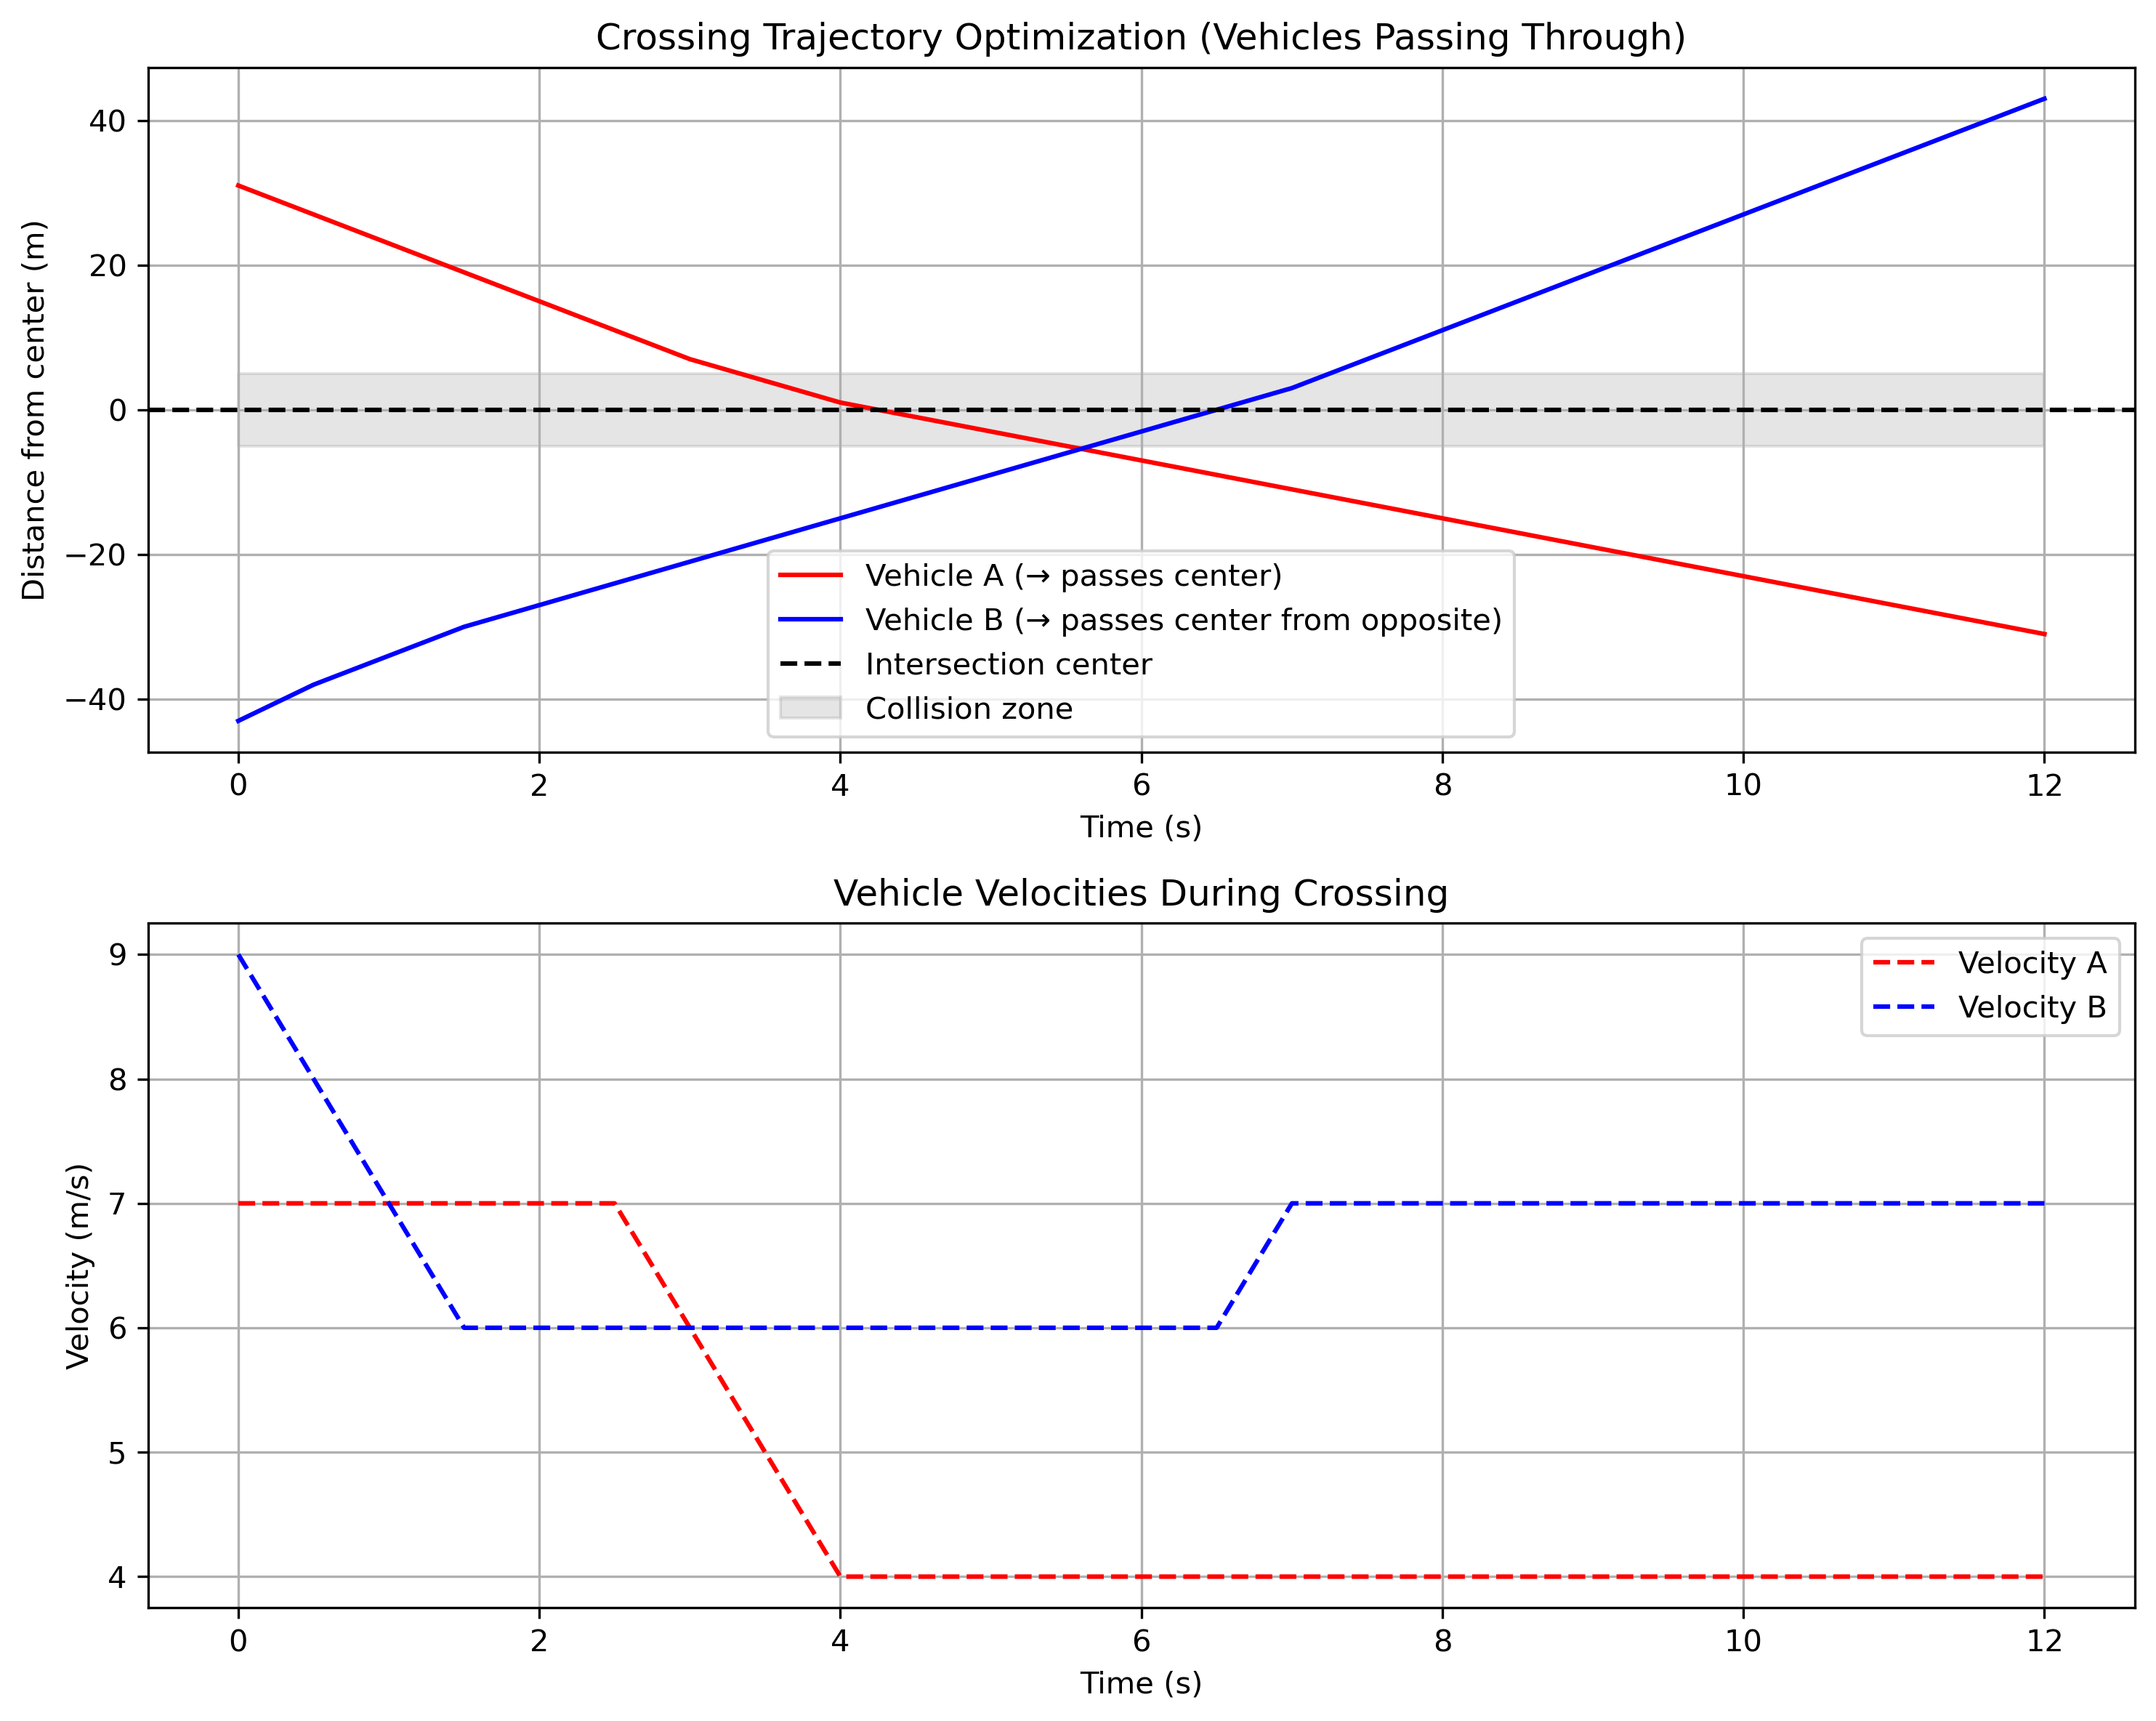 Crossing Trajectory Optimization (Vehicles Passing Through)
Distance from center (m)
40
20
0
−20
−40
Vehicle A (→ passes center)
Vehicle B (→ passes center from opposite)
Intersection center
Collision zone
0 2 4 6 8 10 12
Time (s)
Vehicle Velocities During Crossing
Velocity (m/s)
9
8
7
6
5
4
Velocity A
Velocity B
0 2 4 6 8 10 12
Time (s)